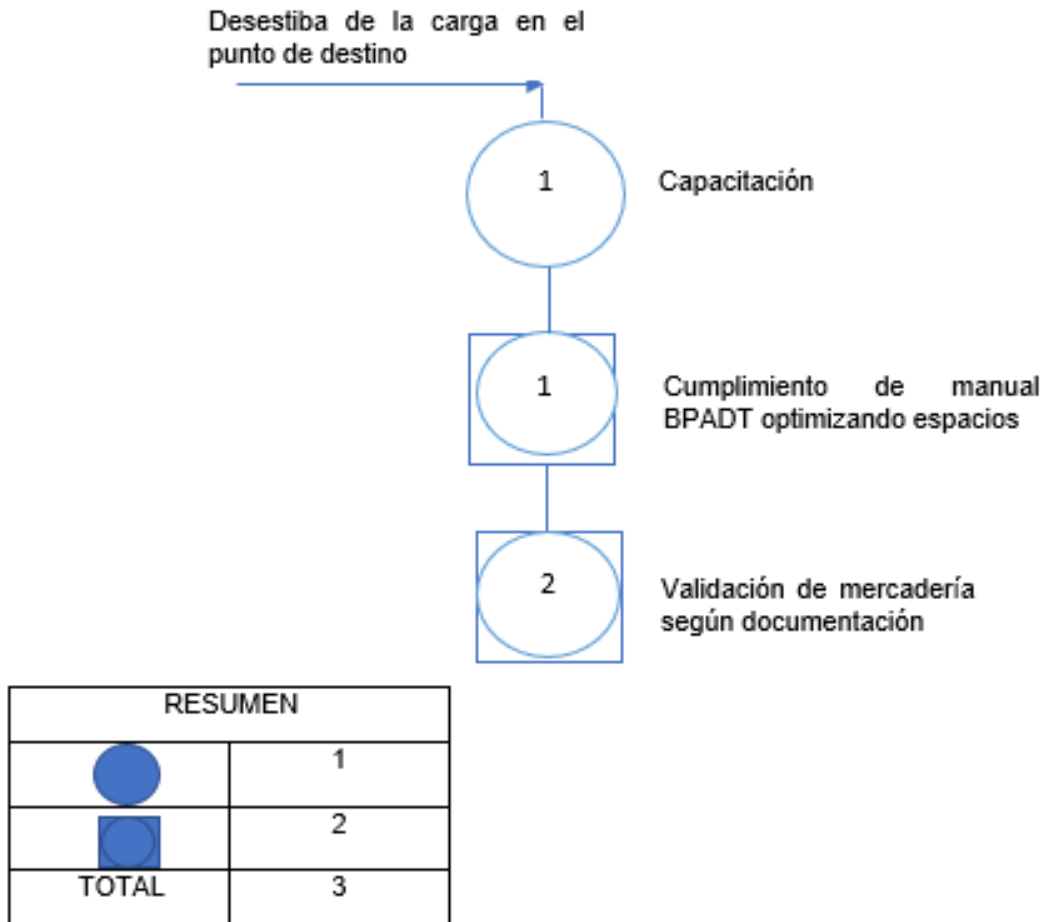 Desestiba de la carga en el
punto de destino
1
Capacitación
1
Cumplimiento de manual
BPADT optimizando espacios
2
Validación de mercadería
según documentación
RESUMEN
1
2
TOTAL 3